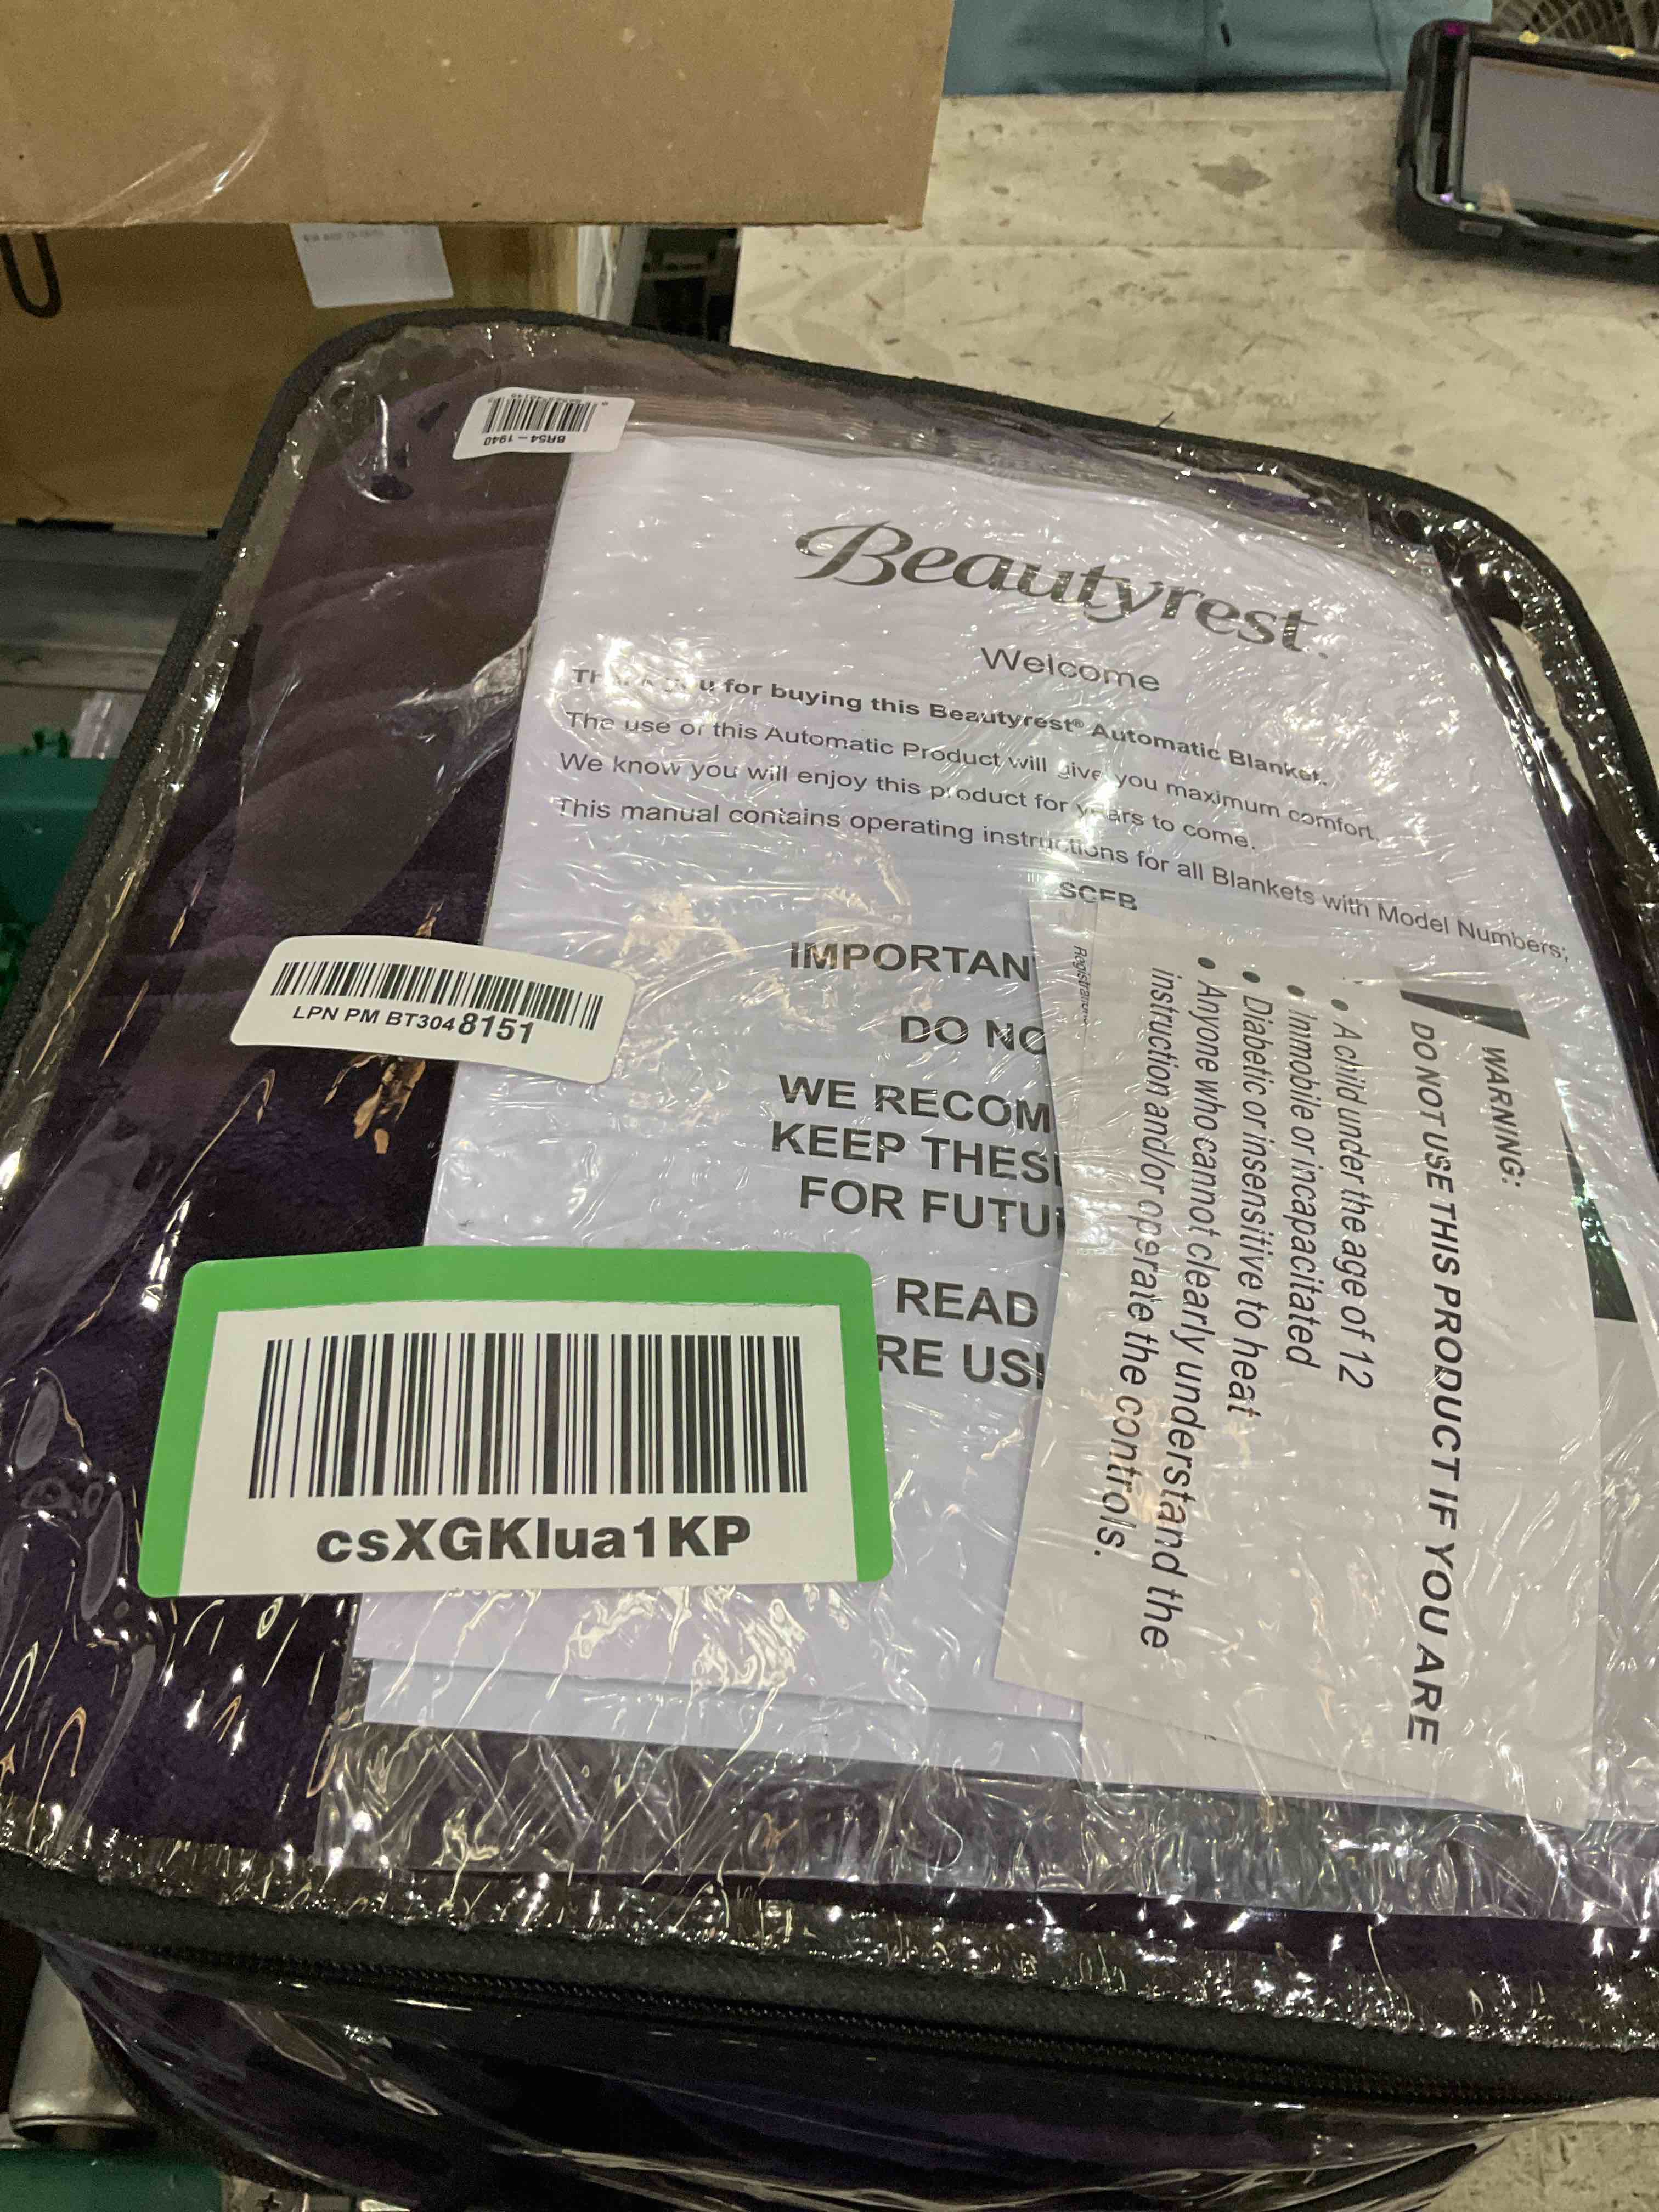 BR54-1940
Beautyrest
Welcome
for buying this Beautyrest® Automatic Blanket.
The use of this Automatic Product will give you maximum comfort.
We know you will enjoy this product for years to come.
This manual contains operating instructions for all Blankets with Model Numbers;
SCFB
IMPORTAN
DO NO
WE RECOM
KEEP THES
FOR FUTU
READ
RE US
LPN PM BT3048151
csXGKlua1KP
WARNING:
DO NOT USE THIS PRODUCT IF YOU ARE
• A child under the age of 12
• immobile or incapacitated
• Diabetic or insensitive to heat
• Anyone who cannot clearly understand the
instruction and/or operate the controls.